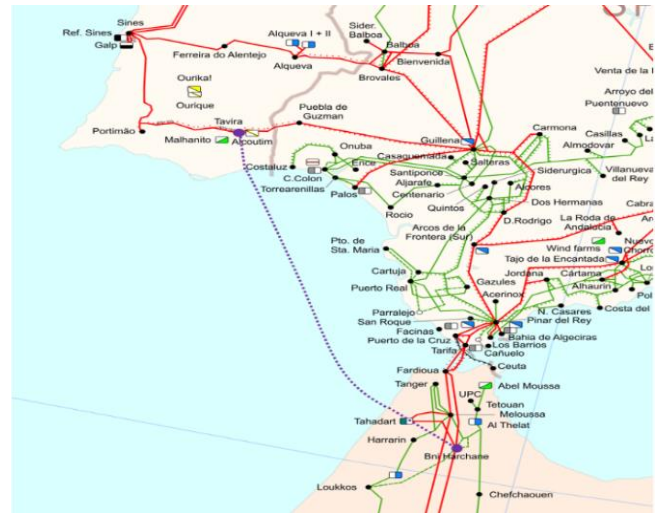 Sines
Ref. Sines
Galp
Ferreira do Alentejo
Alqueva I + II
Alqueva
Sider.
Balboa
Balboa
Brovales
Bienvenida
Venta de la
Arroyo del
Puentenuevo
Ourika!
Ourique
Portimão
Tavira
Malhanito
Alcoutim
Puebla de
Guzman
Guillena
Carmona
Casillas
Almodovar
Costaluz
Onuba
Ence
C.Colon
Torrearenillas
Palos
Rocio
Casaquemada
Salteras
Santiponce
Aljarafe
Centenario
Quintos
Alcores
Dos Hermanas
Siderurgica
Villanueva
del Rey
D.Rodrigo
La Roda de
Andalucia
Cabra
Arcos de la
Frontera (Sur)
Wind farms
Tajo de la Encantada
Nuevo
Chorro
Pto. de
Sta. Maria
Cartuja
Puerto Real
Gazules
Jordana
Cártama
Alhaurin
Acerinox
Parralejo
San Roque
Pinar del Rey
N. Casares
Costa del
Pol
Facinas
Puerto de la Cruz
Bahia de Algeciras
Los Barrios
Tarifa
Cañuelo
Ceuta
Fardioua
Tanger
UPC
Abel Moussa
Tetouan
Meloussa
Tahadart
Al Thelat
Harrarin
Bni Harchane
Loukkos
Chefchaouen